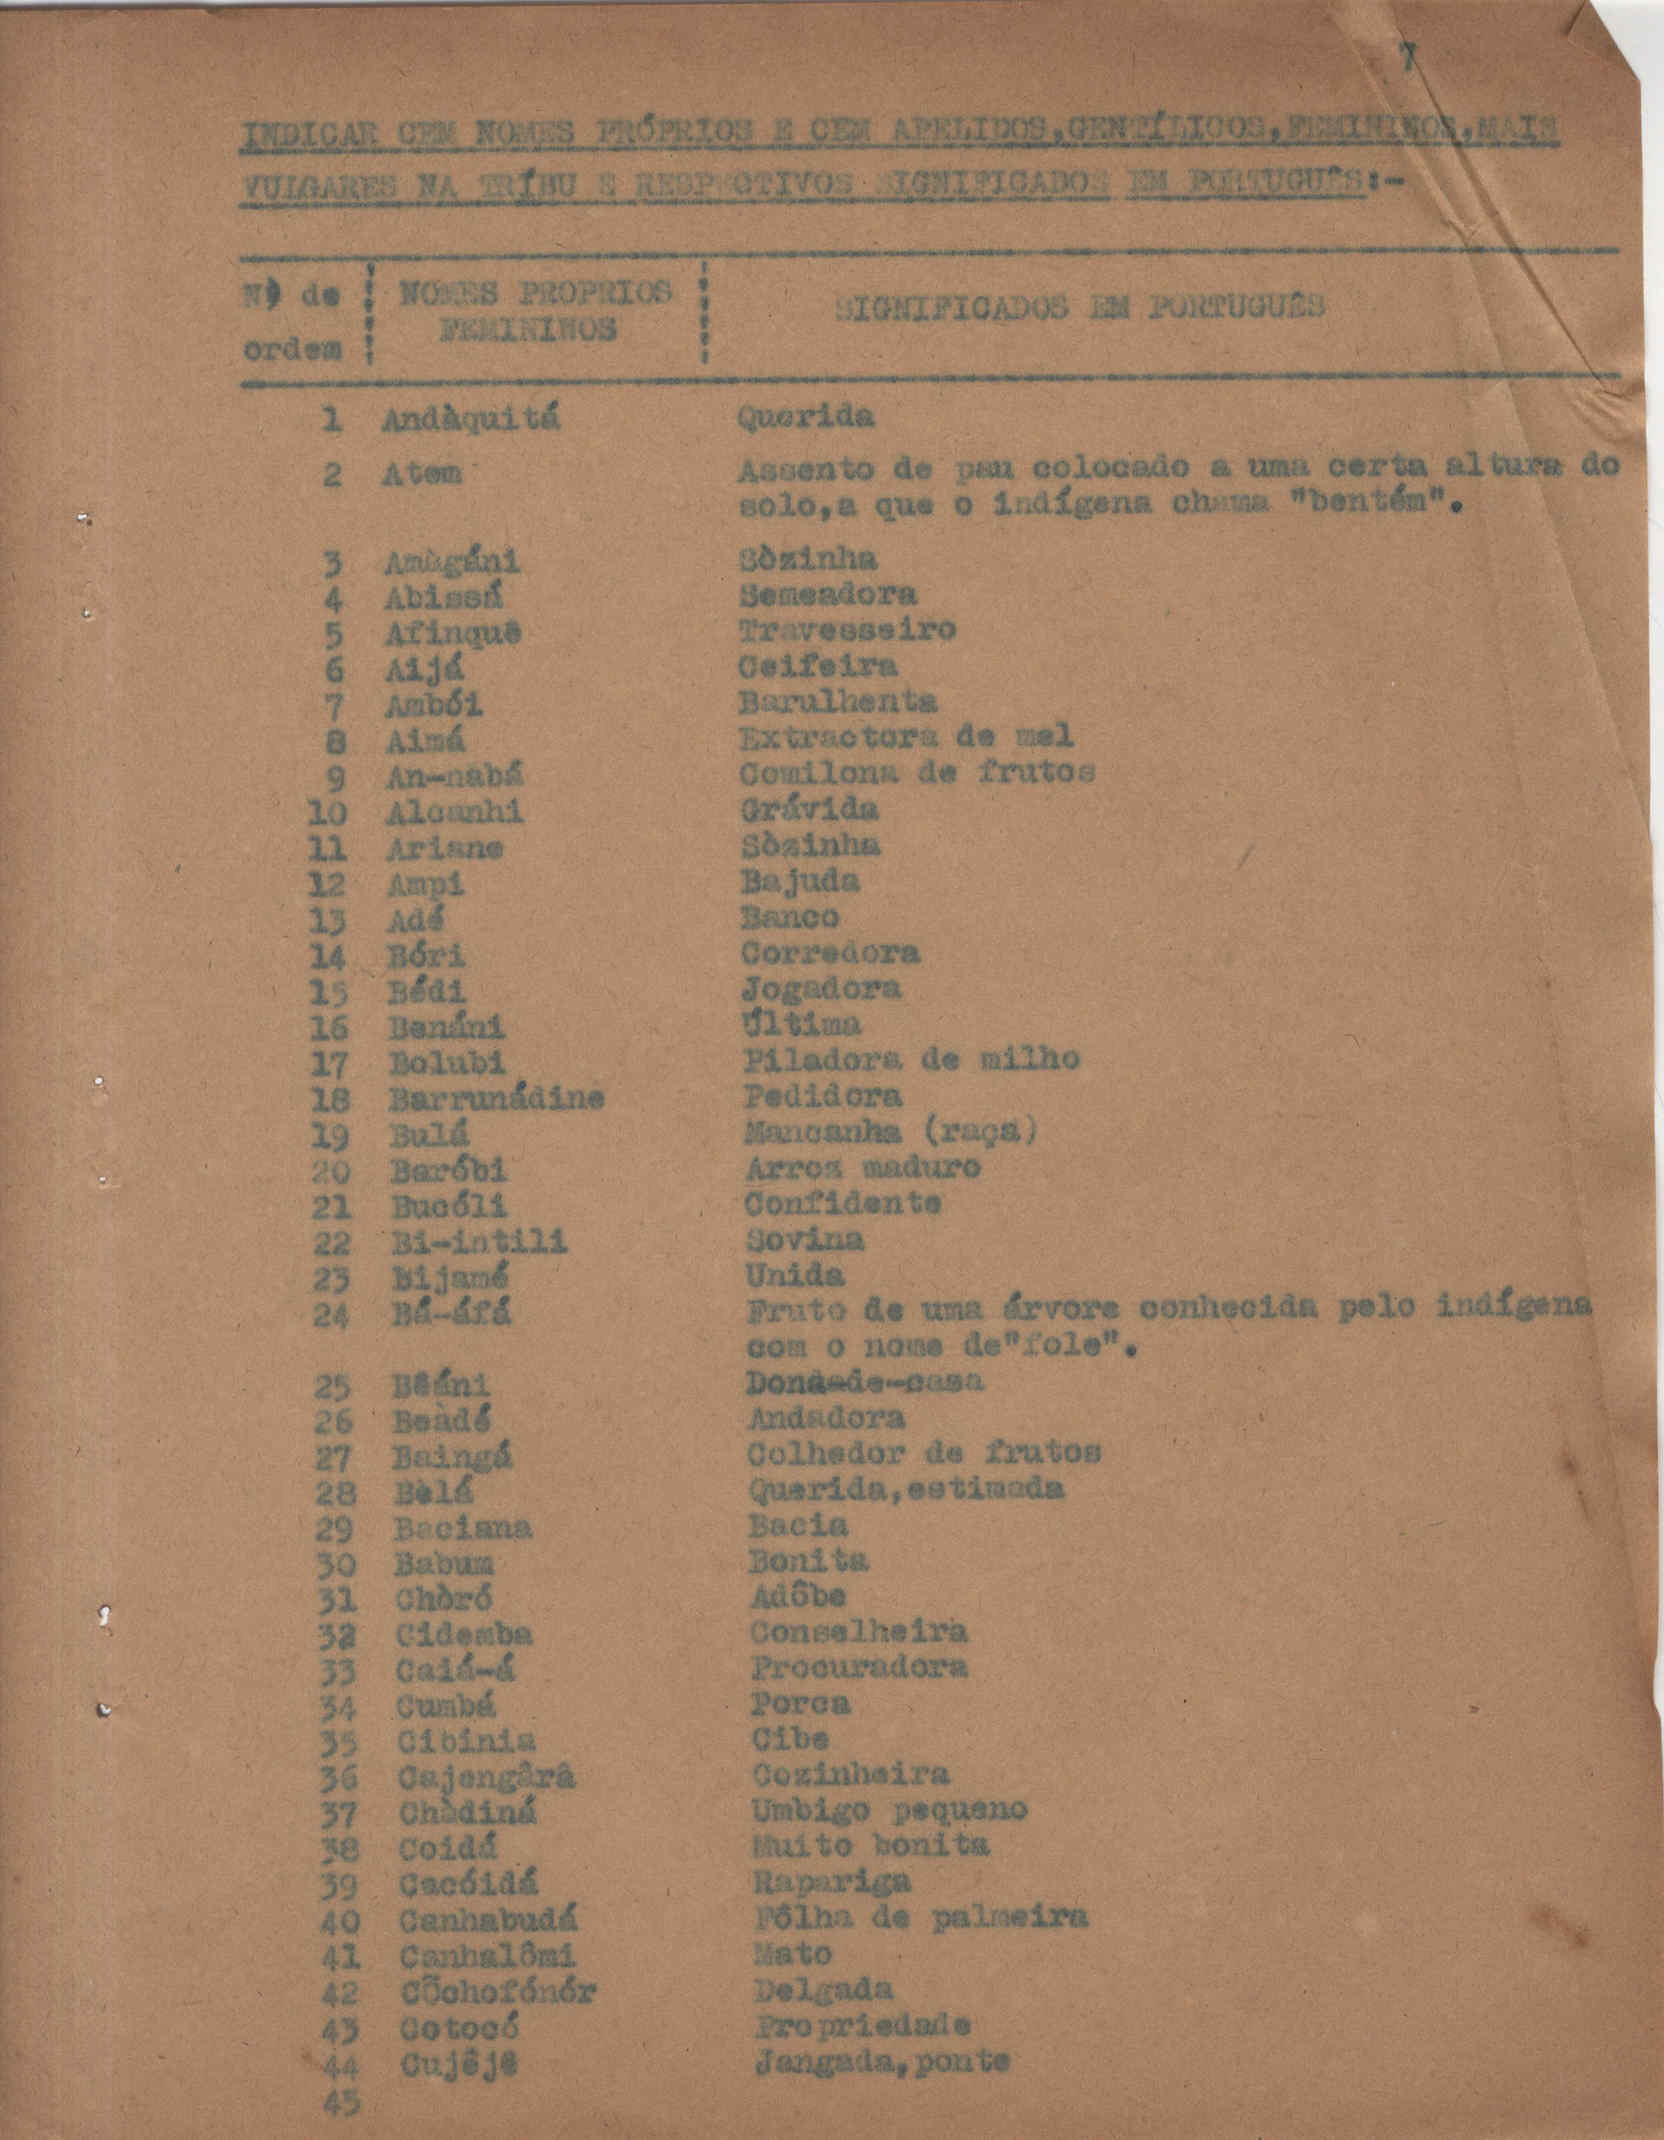 7
INDICAR CEM NOMES PRÓPRIOS E CEM APELIDOS,GENTÍLICOS,FEMININOS,MAIS
VULGARES NA TRÍBU E RESPECTIVOS SIGNIFICADOS EM PORTUGUÊS:-
Nº de
ordem
NOMES PROPRIOS
FEMININOS
SIGNIFICADOS EM PORTUGUÊS
1 Andàquitá Querida
2 Atem Assento de pau colocado a uma certa altura do
solo,a que o indígena chama "bentém".
3 Amàgáni Sòzinha
4 Abissá Semeadora
5 Afinquê Travesseiro
6 Aijá Ceifeira
7 Ambói Barulhenta
8 Aimá Extractora de mel
9 An-nabá Comilona de frutos
10 Alcanhi Grávida
11 Ariane Sòzinha
12 Ampi Bajuda
13 Adé Banco
14 Bóri Corredora
15 Bédi Jogadora
16 Benáni Última
17 Bolubi Piladora de milho
18 Barrunádine Pedidora
19 Bulá Mancanha (raça)
20 Baróbi Arroz maduro
21 Bucóli Confidente
22 Bi-intili Sovina
23 Bijamé Unida
24 Bá-áfá Fruto de uma árvore conhecida pelo indígena
com o nome de"fole".
25 Bêáni Dona-de-casa
26 Beàdé Andadora
27 Baingá Colhedor de frutos
28 Bèlá Querida,estimada
29 Baciana Bacia
30 Babum Bonita
31 Chòró Adôbe
32 Cidemba Conselheira
33 Caiá-á Procuradora
34 Cumbá Porca
35 Cibinia Cibe
36 Cajengârâ Cozinheira
37 Chàdiná Umbigo pequeno
38 Coidá Muito bonita
39 Cacóidá Rapariga
40 Canhabudá Fôlha de palmeira
41 Canhalômi Mato
42 CÕchofónór Delgada
43 Cotocó Propriedade
44 Cujêjê Jangada,ponte
45